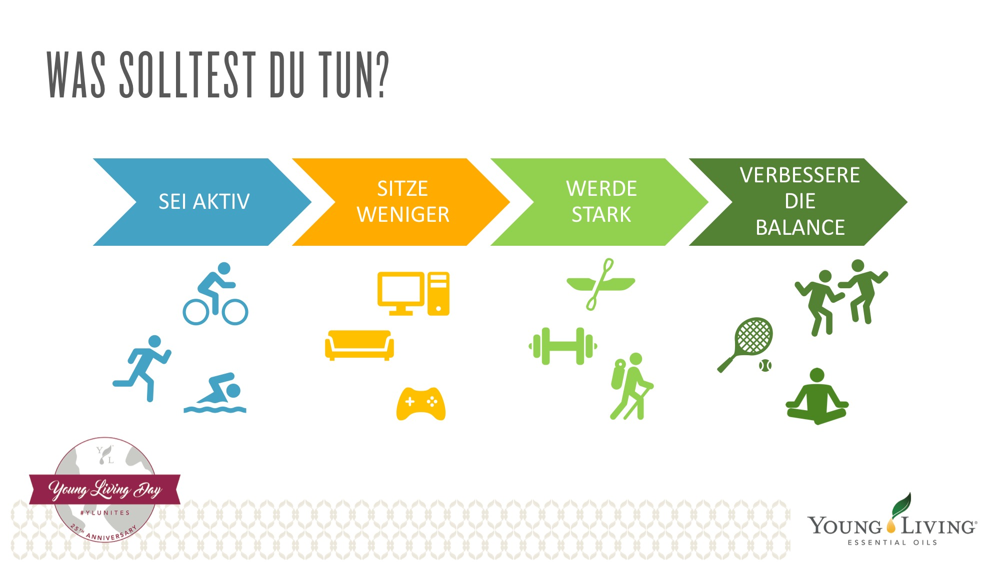 WAS SOLLTEST DU TUN?
SEI AKTIV
SITZE
WENIGER
WERDE
STARK
VERBESSERE
DIE
BALANCE
Y L
Young Living Day
#YLUNITES
25TH ANNIVERSARY
YOUNG LIVING®
ESSENTIAL OILS